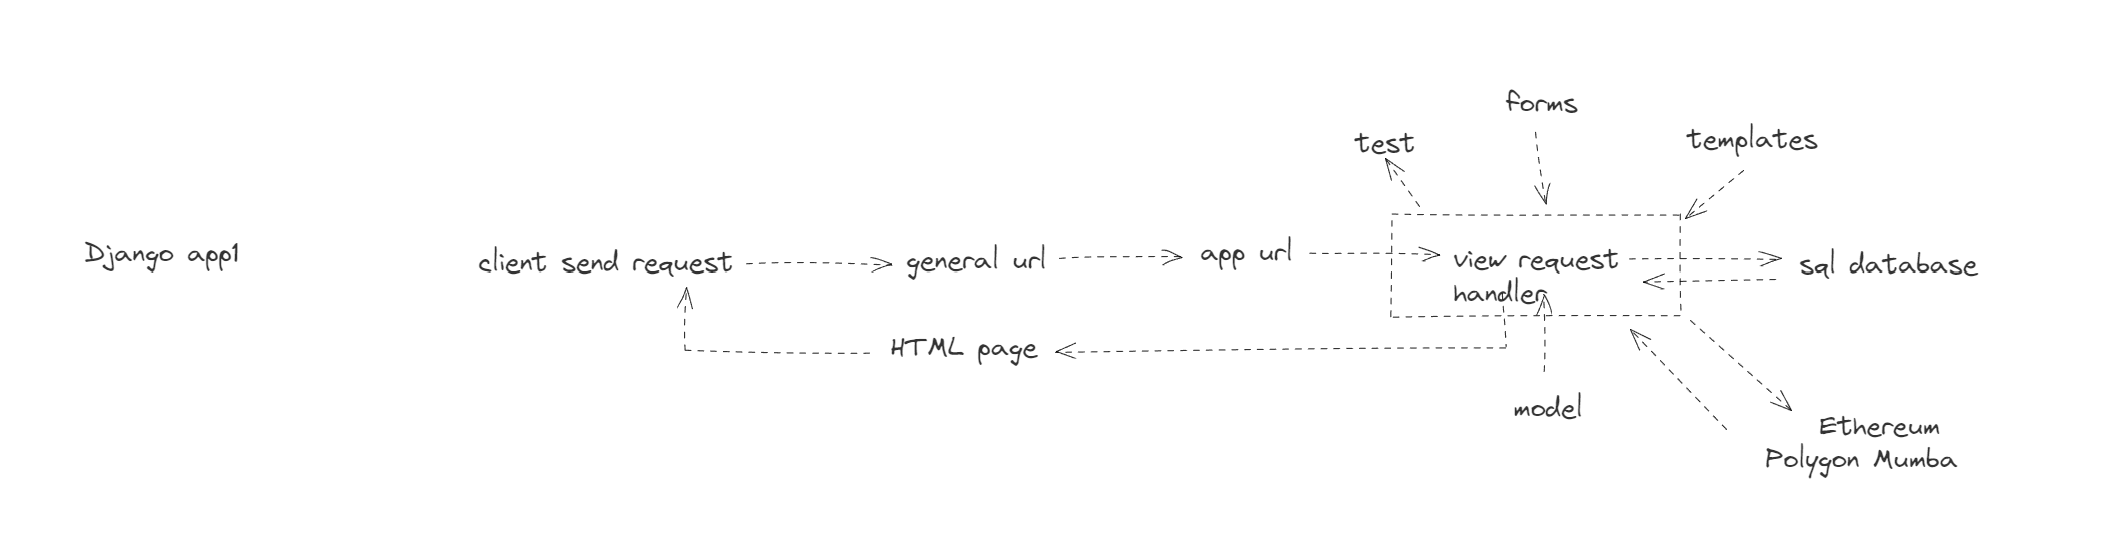 forms
test
templates
Django app1
client send request
general url
app url
view request
handler
sql database
HTML page
model
Ethereum
Polygon Mumba